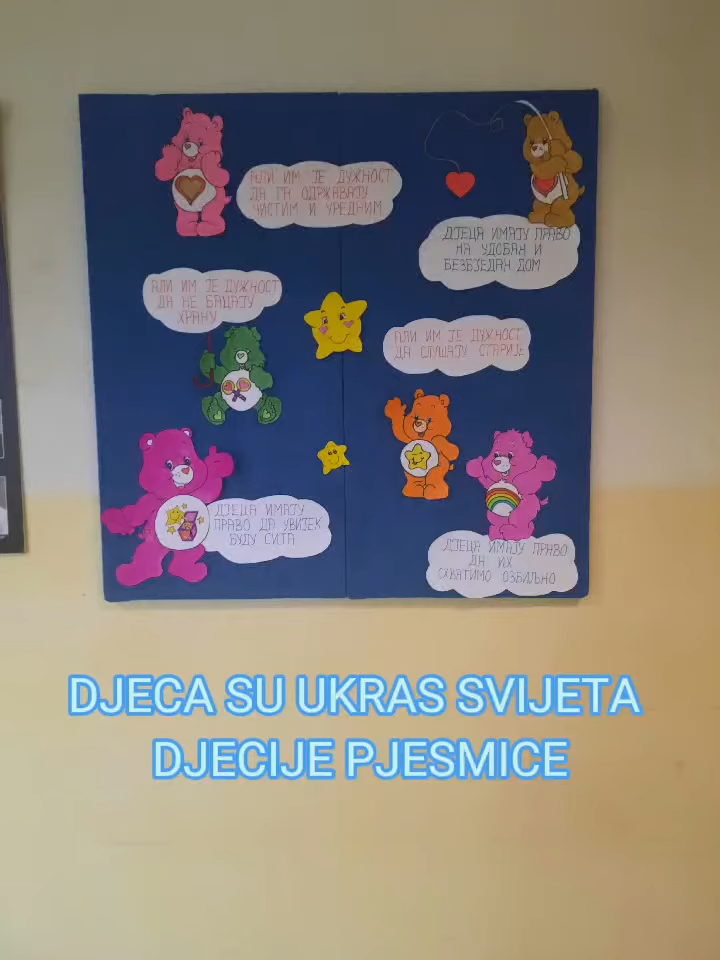 АЛИ ИМ ЈЕ ДУЖНОСТ
ДА ГА ОДРЖАВАЈУ
ЧИСТИМ И УРЕДНИМ
ДЈЕЦА ИМАЈУ ПРАВО
НА УДОБАН И
БЕЗБЈЕДАН ДОМ
АЛИ ИМ ЈЕ ДУЖНОСТ
ДА НЕ БАЦАЈУ
ХРАНУ
АЛИ ИМ ЈЕ ДУЖНОСТ
ДА СЛУШАЈУ СТАРИЈЕ
ДЈЕЦА ИМАЈУ
ПРАВО ДА УВИЈЕК
БУДУ СИТА
ДЈЕЦА ИМАЈУ ПРАВО
ДА ИХ
СХВАТИМО ОЗБИЉНО
DJECA SU UKRAS SVIJETA
DJECIJE PJESMICE